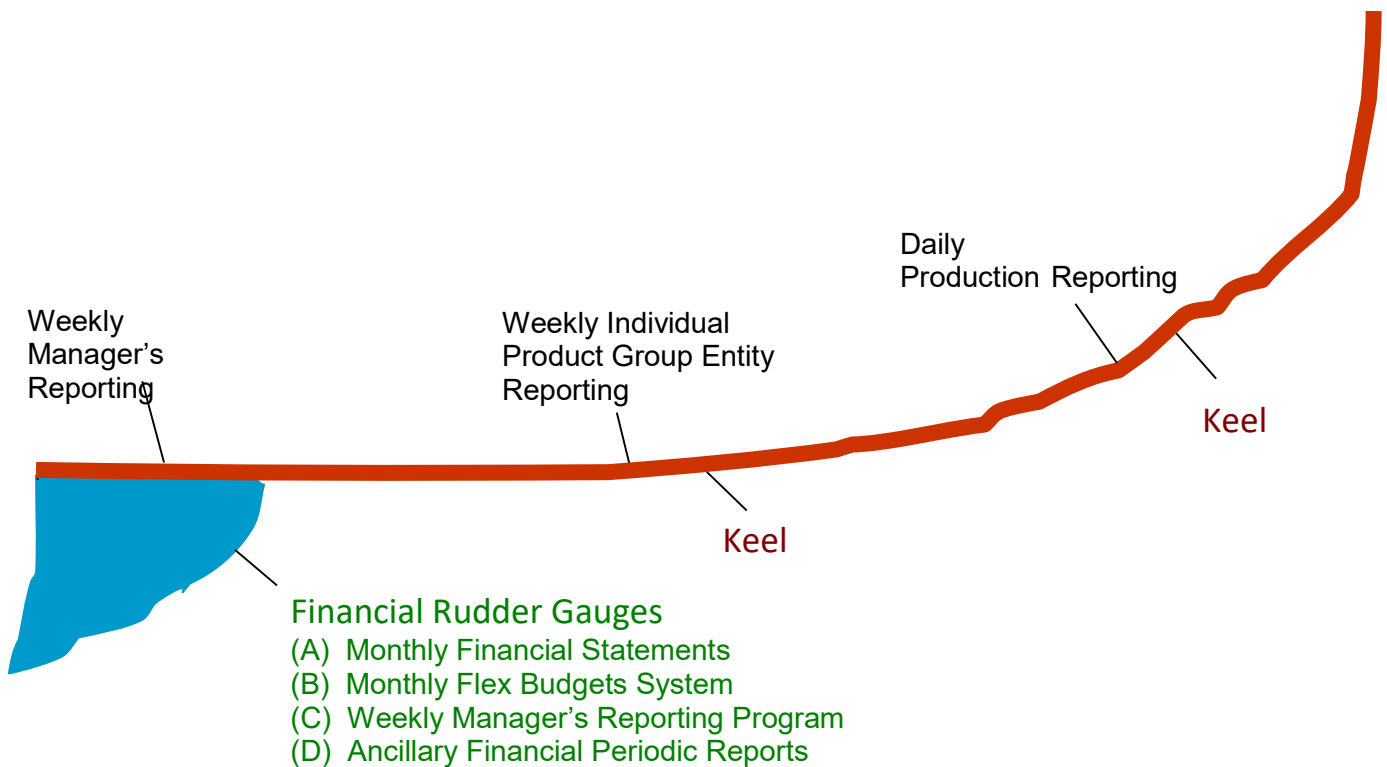 Daily
Production Reporting
Weekly
Manager’s
Reporting
Weekly Individual
Product Group Entity
Reporting
Keel
Keel
Financial Rudder Gauges
(A) Monthly Financial Statements
(B) Monthly Flex Budgets System
(C) Weekly Manager’s Reporting Program
(D) Ancillary Financial Periodic Reports